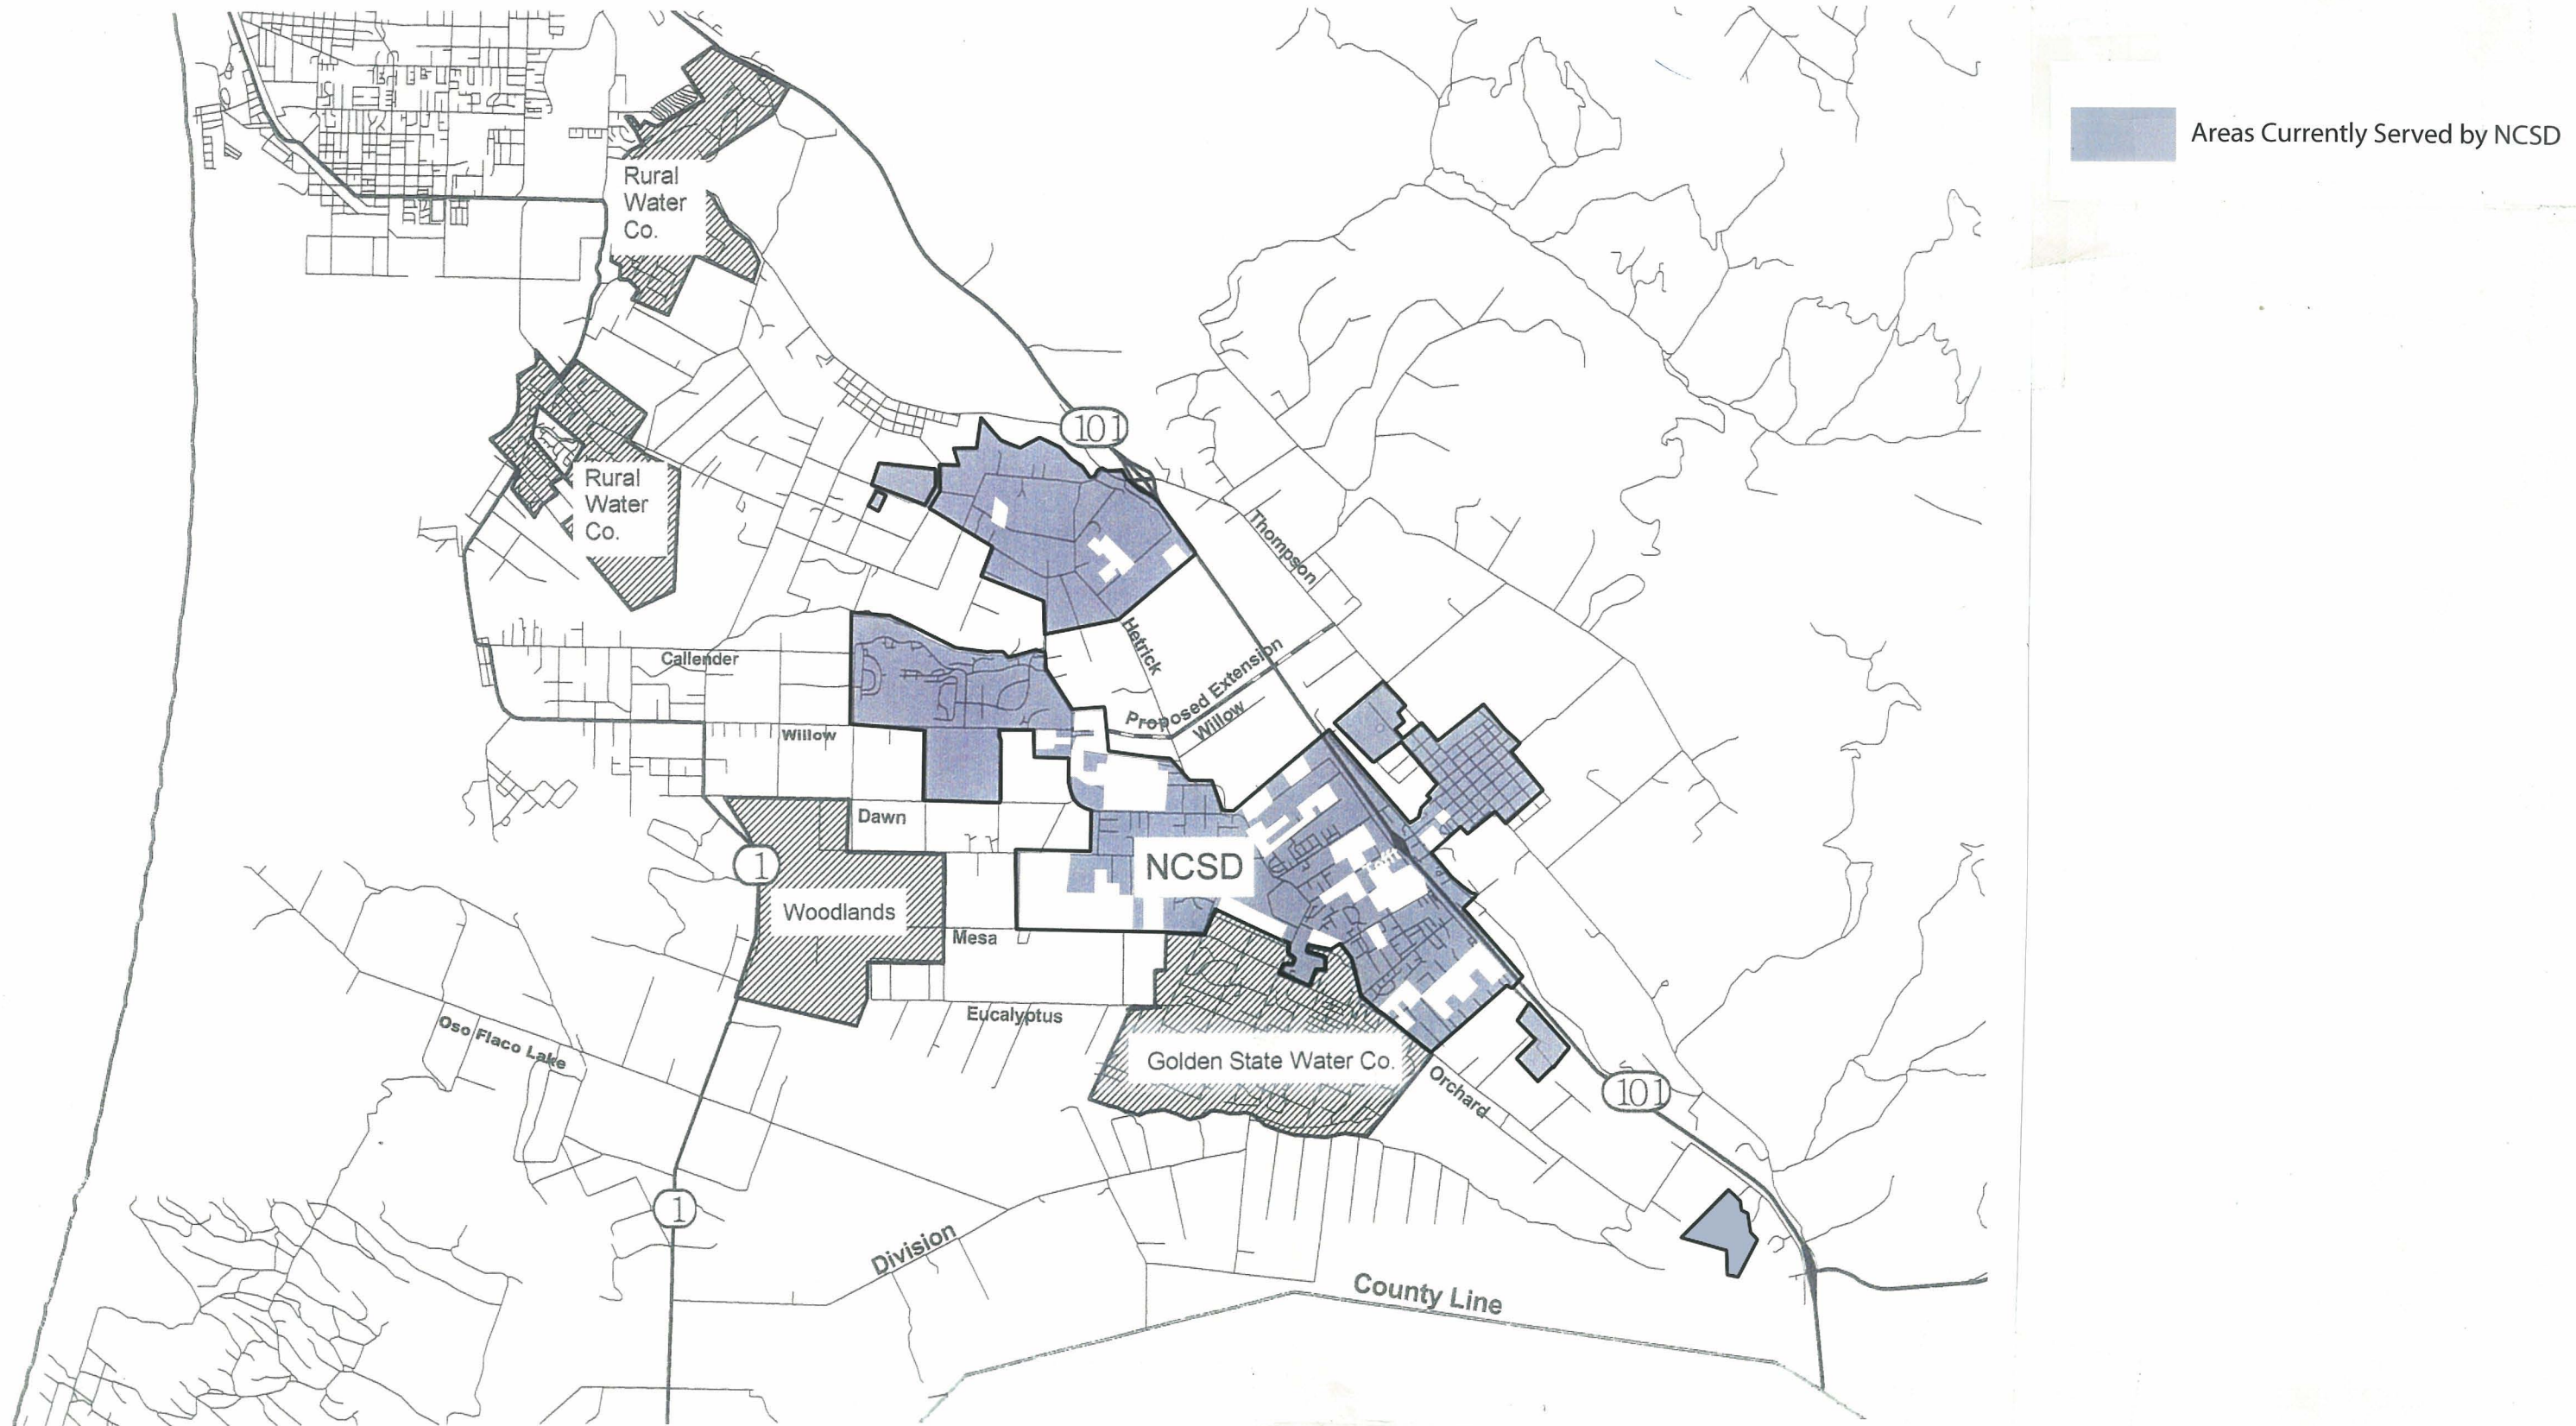 Areas Currently Served by NCSD
Rural
Water
Co.
101
Rural
Water
Co.
Thompson
Hetrick
Callender
Proposed Extension
Willow
Willow
Dawn
Tefft
NCSD
1
Woodlands
Mesa
Eucalyptus
Oso Flaco Lake
Golden State Water Co.
Orchard
101
1
Division
County Line